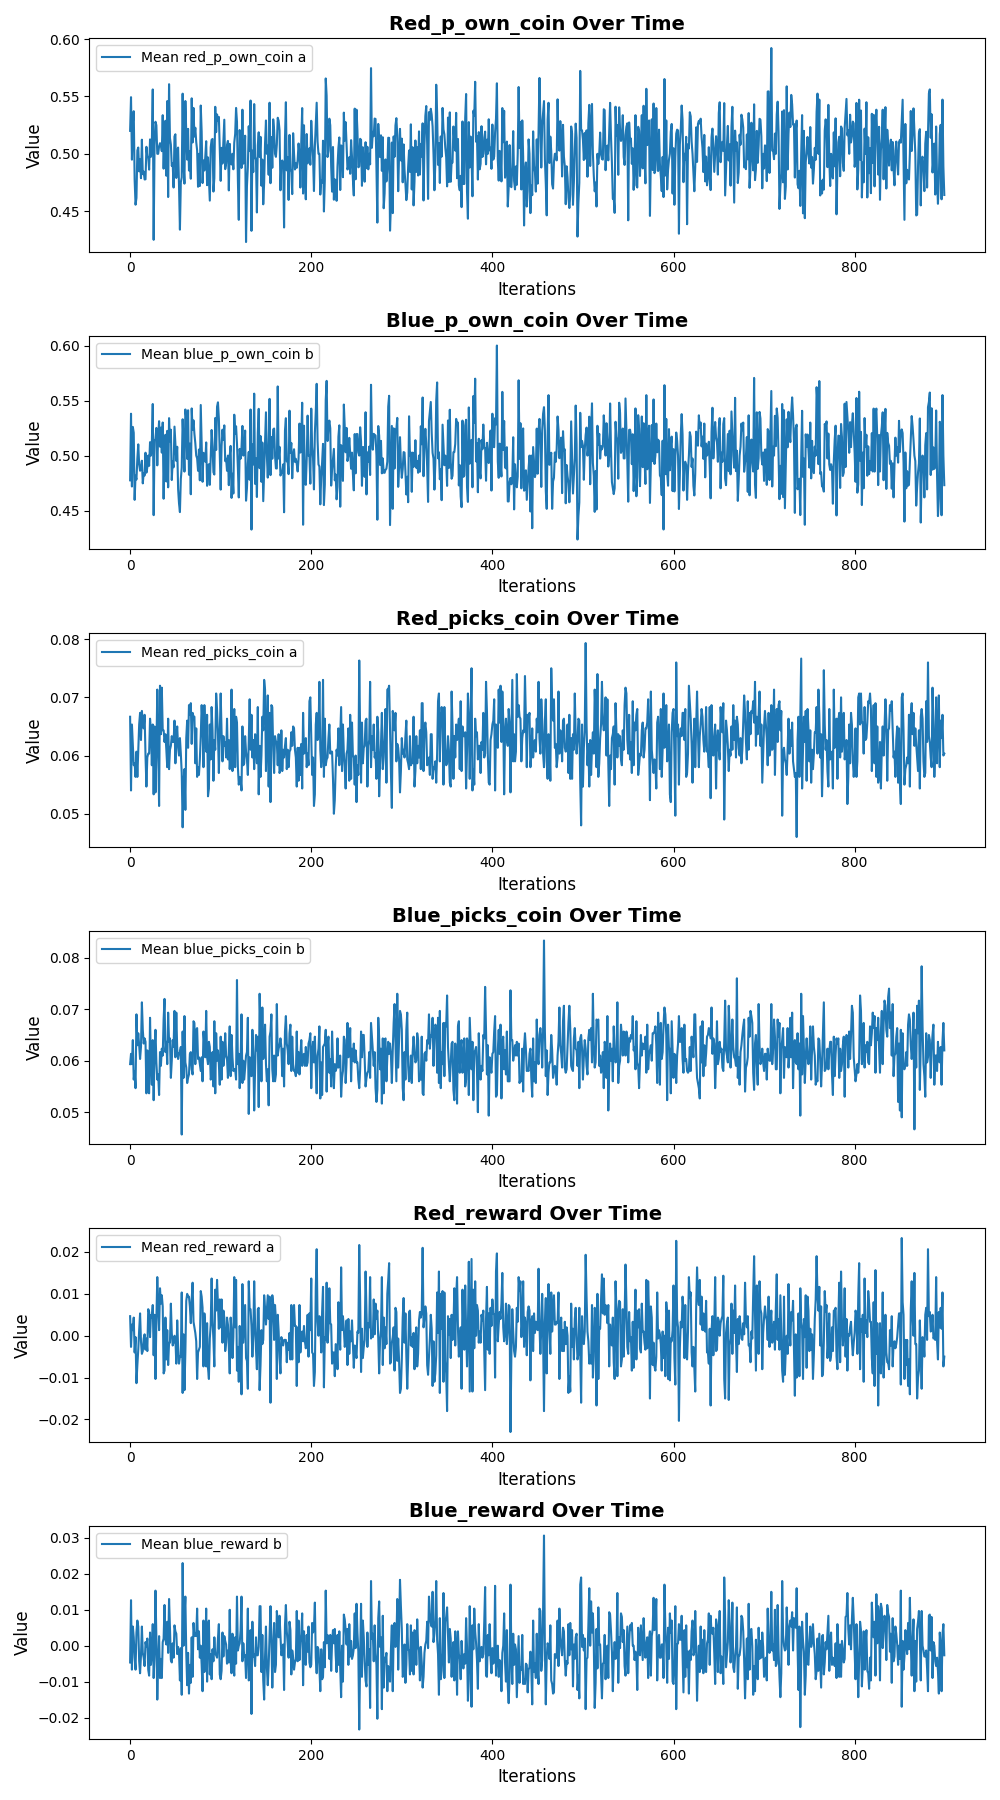 Red_p_own_coin Over Time
Mean red_p_own_coin a
0.60
0.55
0.50
0.45
Value
0 200 400 600 800
Iterations
Blue_p_own_coin Over Time
Mean blue_p_own_coin b
0.60
0.55
0.50
0.45
Value
0 200 400 600 800
Iterations
Red_picks_coin Over Time
Mean red_picks_coin a
0.08
0.07
0.06
0.05
Value
0 200 400 600 800
Iterations
Blue_picks_coin Over Time
Mean blue_picks_coin b
0.08
0.07
0.06
0.05
Value
0 200 400 600 800
Iterations
Red_reward Over Time
Mean red_reward a
0.02
0.01
0.00
−0.01
−0.02
Value
0 200 400 600 800
Iterations
Blue_reward Over Time
Mean blue_reward b
0.03
0.02
0.01
0.00
−0.01
−0.02
Value
0 200 400 600 800
Iterations